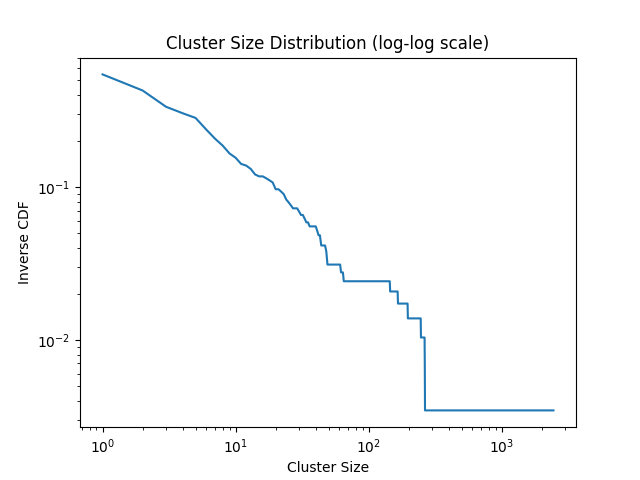 Cluster Size Distribution (log-log scale)
Inverse CDF
10⁻¹
10⁻²
10⁰ 10¹ 10² 10³
Cluster Size